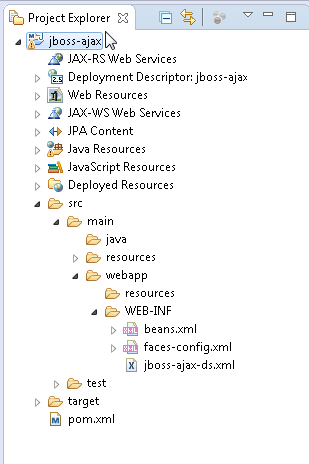 Project Explorer
jboss-ajax
JAX-RS Web Services
Deployment Descriptor: jboss-ajax
Web Resources
JAX-WS Web Services
JPA Content
Java Resources
JavaScript Resources
Deployed Resources
src
main
java
resources
webapp
resources
WEB-INF
beans.xml
faces-config.xml
jboss-ajax-ds.xml
test
target
pom.xml